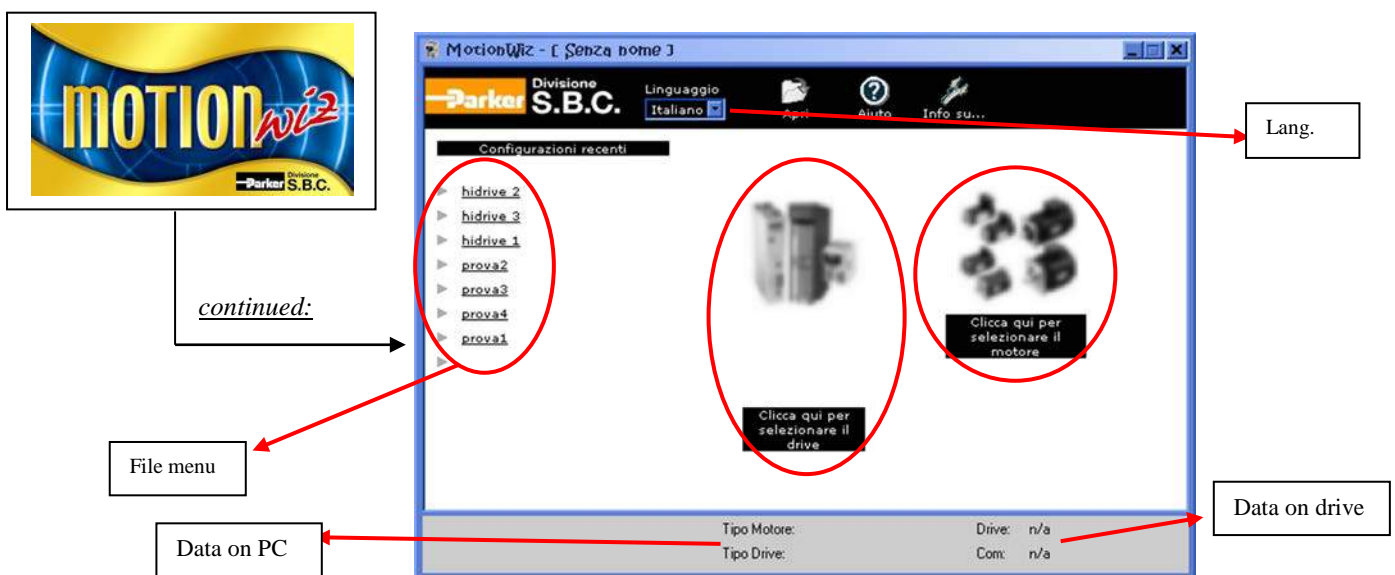 MOTION wiz
Parker Divisione S.B.C.
continued:
File menu
Data on PC
MotionWiz - [ Senza nome ]
Parker Divisione S.B.C.
Linguaggio
Italiano
Apri
Aiuto
Info su...
Lang.
Configurazioni recenti
hidrive 2
hidrive 3
hidrive 1
prova2
prova3
prova4
prova1
Clicca qui per
selezionare il
drive
Clicca qui per
selezionare il
motore
Tipo Motore:
Tipo Drive:
Drive: n/a
Com: n/a
Data on drive